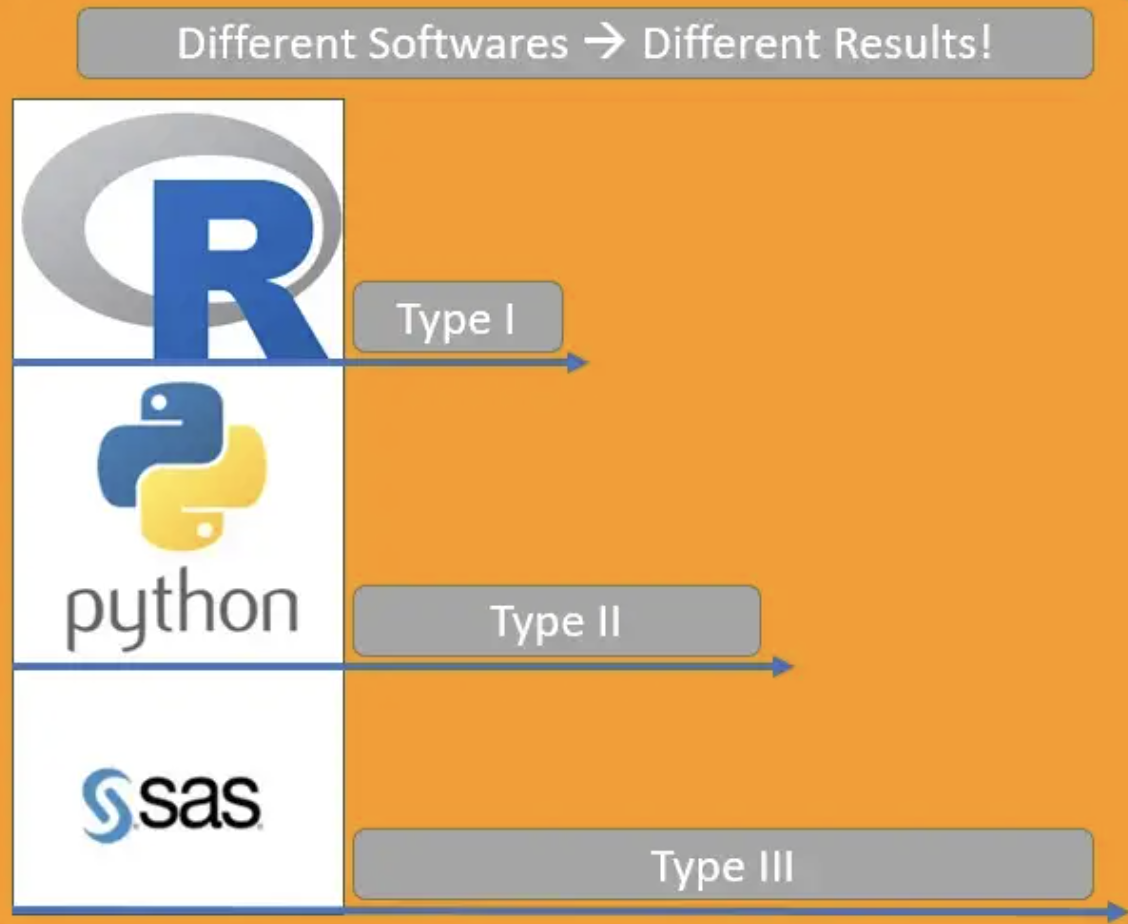 Different Softwares → Different Results!
R
Type I
python
Type II
sas
Type III